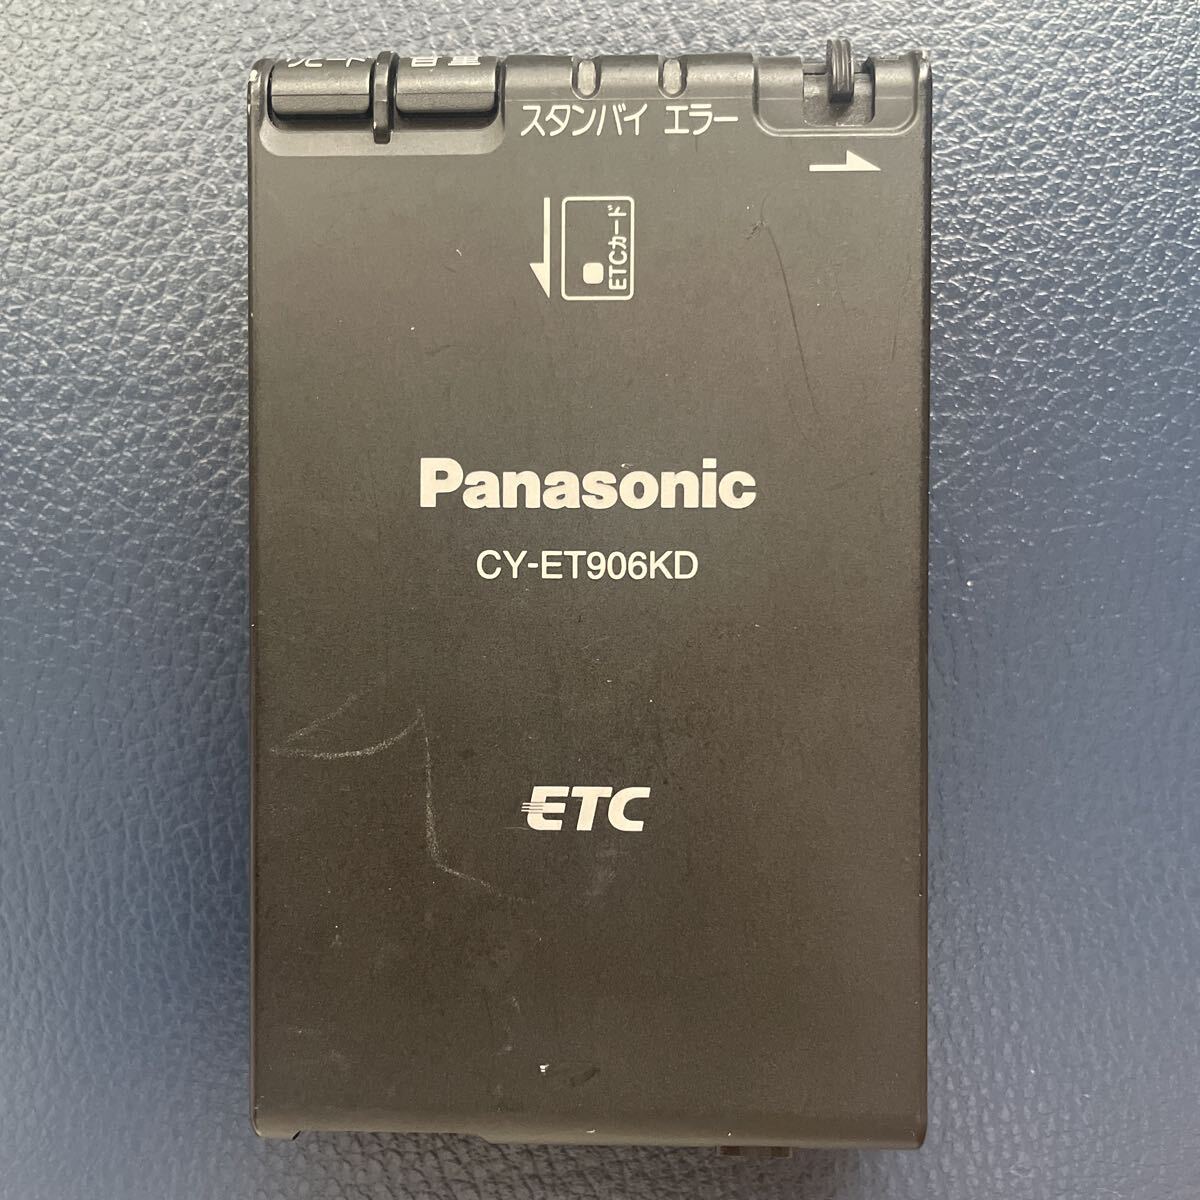 音量
スタンバイ エラー
ETCカード
Panasonic
CY-ET906KD
ETC